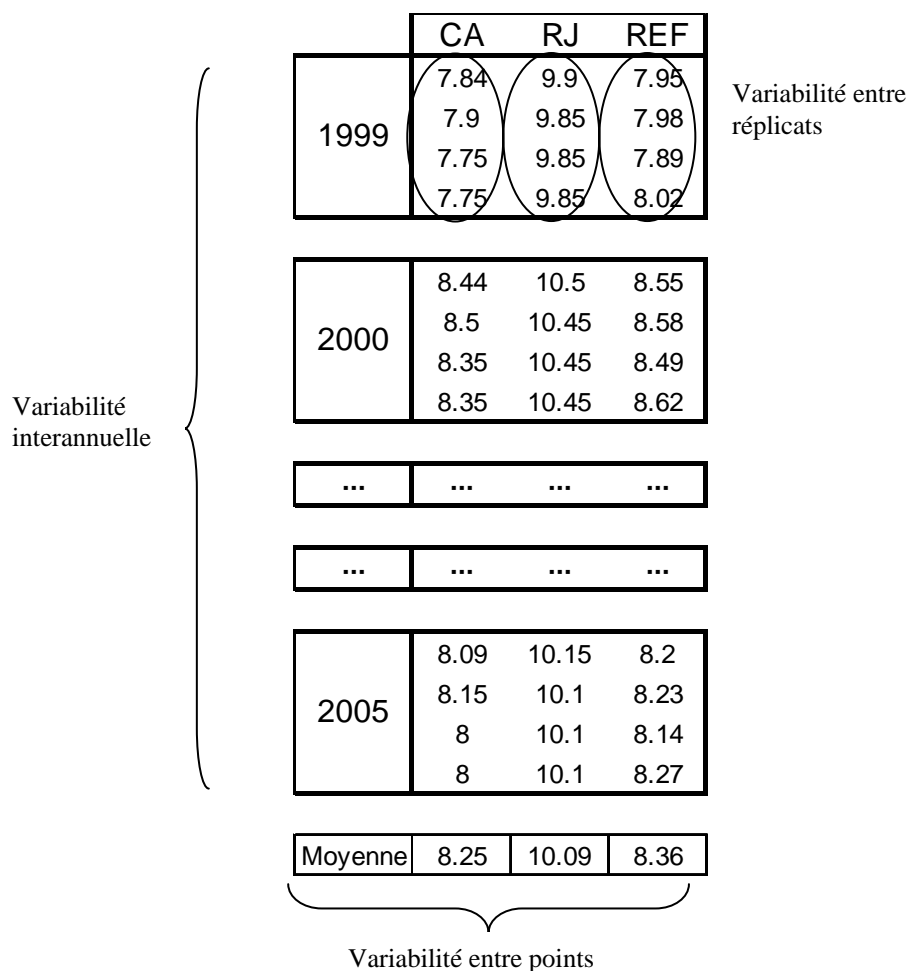 CA RJ REF
7.84 9.9 7.95
Variabilité entre
réplicats
7.9 9.85 7.98
1999
7.75 9.85 7.89
7.75 9.85 8.02
8.44 10.5 8.55
8.5 10.45 8.58
2000
8.35 10.45 8.49
8.35 10.45 8.62
Variabilité
interannuelle
... ... ... ...
... ... ... ...
8.09 10.15 8.2
8.15 10.1 8.23
2005
8 10.1 8.14
8 10.1 8.27
Moyenne 8.25 10.09 8.36
Variabilité entre points